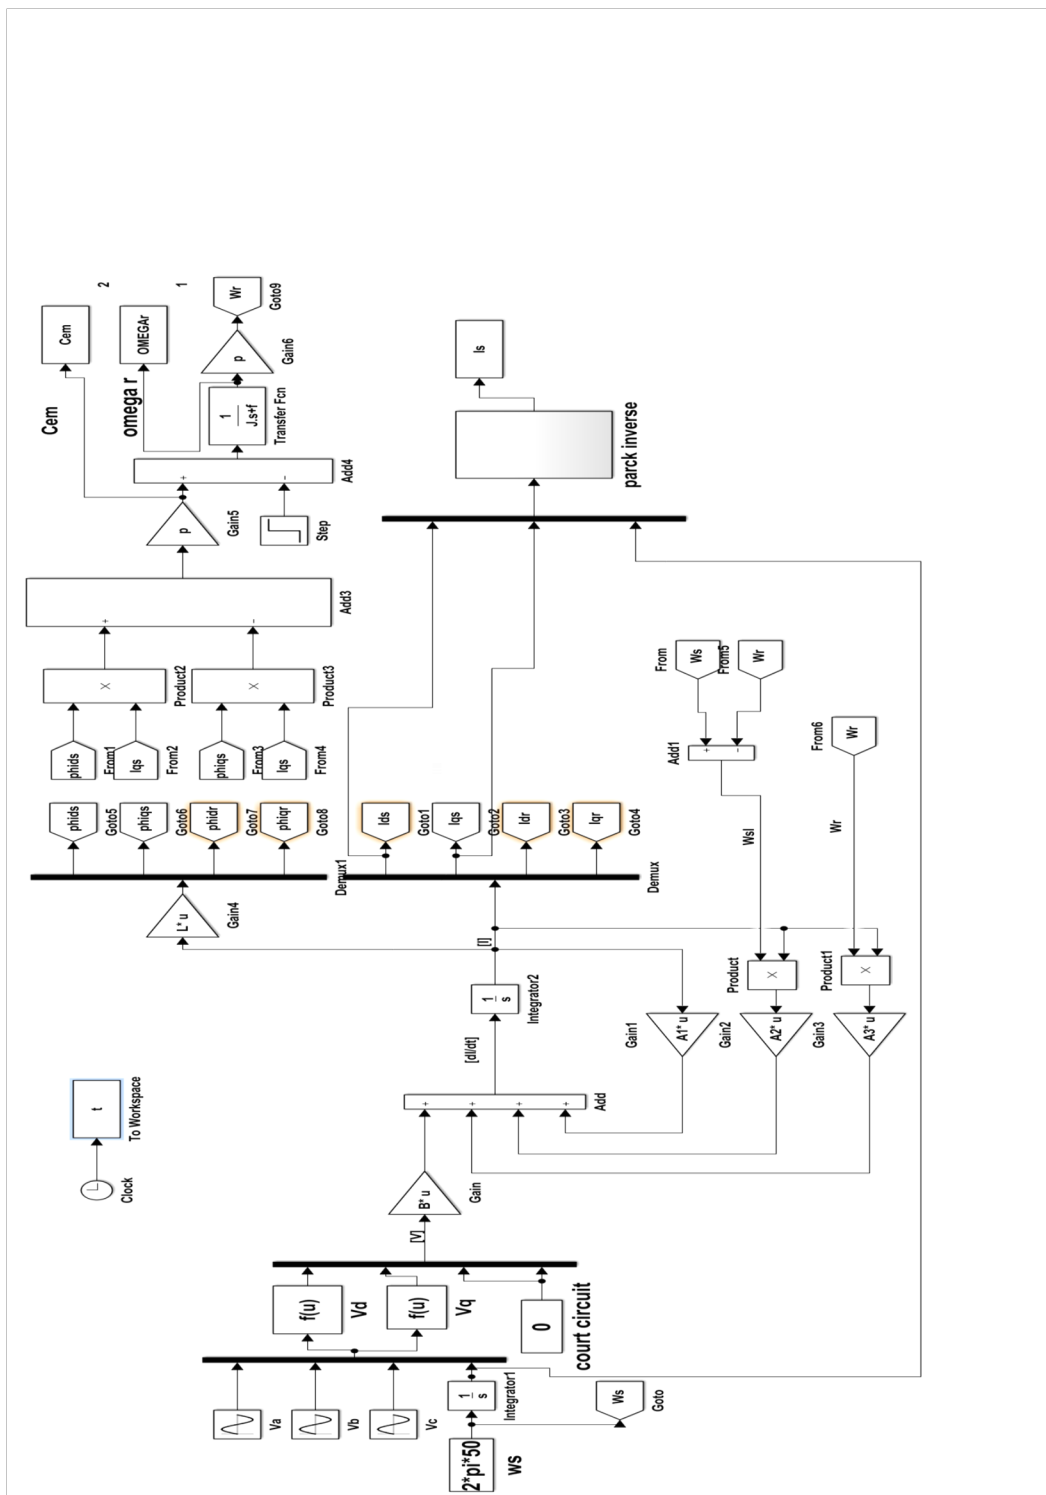 Va
Vb
Vc
2*pi*50
ws
1
s
Integrator1
Ws
Goto
f(u)
Vd
f(u)
Vq
0
court circuit
[V]
B* u
Gain
Clock
t
To Workspace
+
+
+
+
Add
[dI/dt]
1
s
Integrator2
[I]
A1* u
Gain1
A2* u
Gain2
A3* u
Gain3
X
Product
X
Product1
Wsl
Wr
+
-
Add1
Ws
From
Wr
From5
Wr
From6
L* u
Gain4
Demux1
Demux
phids
Goto5
phiqs
Goto6
phidr
Goto7
phiqr
Goto8
Ids
Goto1
Iqs
Goto2
Idr
Goto3
Iqr
Goto4
phids
From1
Iqs
From2
phiqs
From3
Iqs
From4
X
Product2
X
Product3
+
-
Add3
p
Gain5
Step
+
-
Add4
1
J.s+f
Transfer Fcn
p
Gain6
Wr
Goto9
Cem
Cem
2
omega r
OMEGAr
1
parck inverse
Is